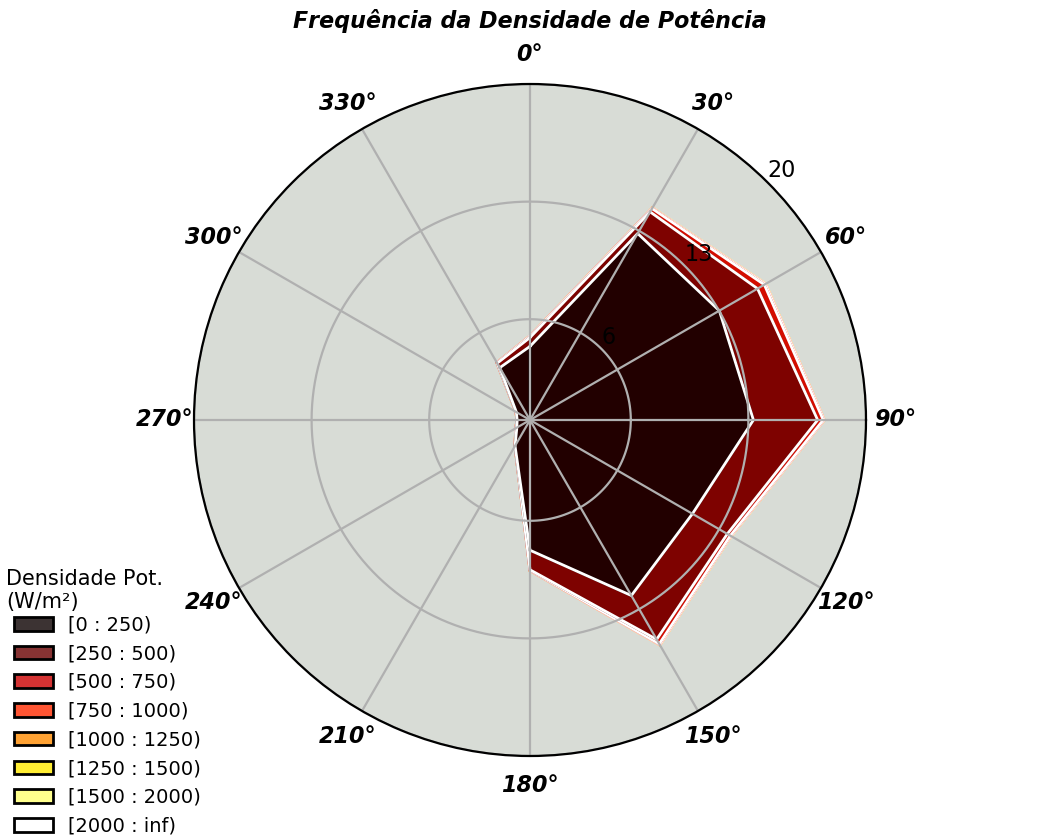 Frequência da Densidade de Potência
0°
330°
30°
20
300°
60°
13
6
270°
90°
240°
120°
210°
150°
180°
Densidade Pot.
(W/m²)
[0 : 250)
[250 : 500)
[500 : 750)
[750 : 1000)
[1000 : 1250)
[1250 : 1500)
[1500 : 2000)
[2000 : inf)